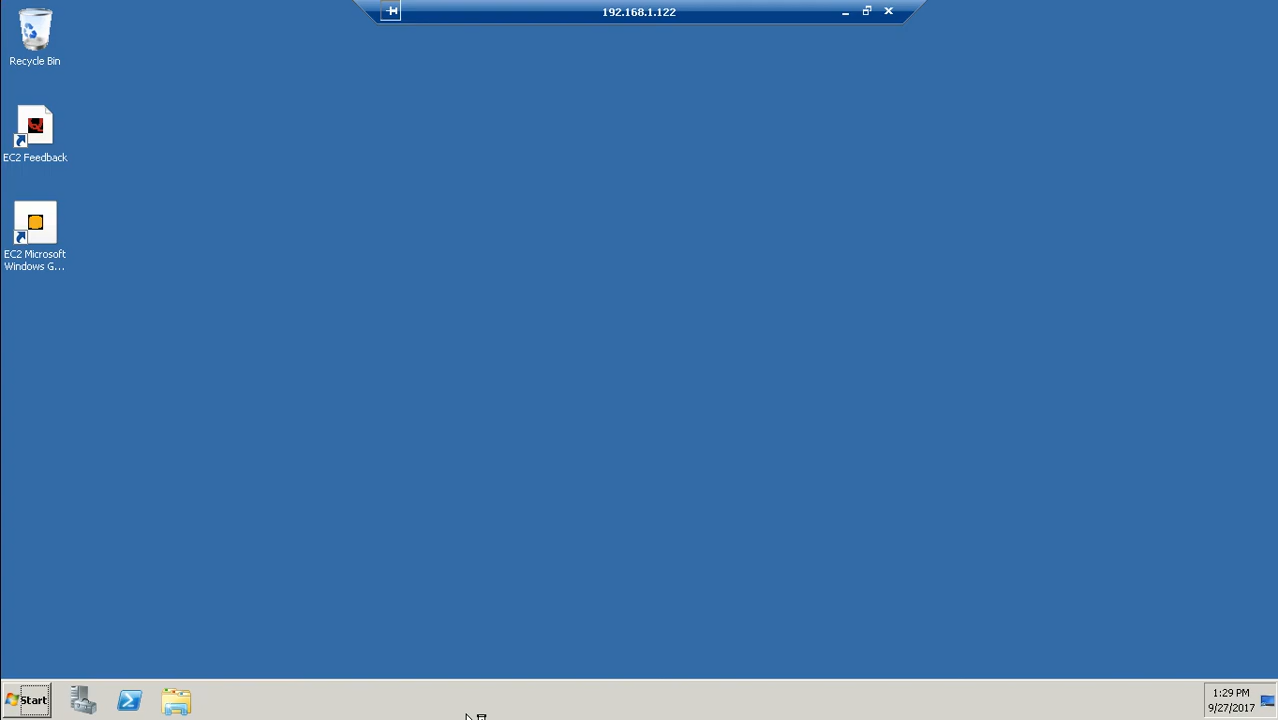 192.168.1.122
Recycle Bin
EC2 Feedback
EC2 Microsoft
Windows G...
Start
1:29 PM
9/27/2017